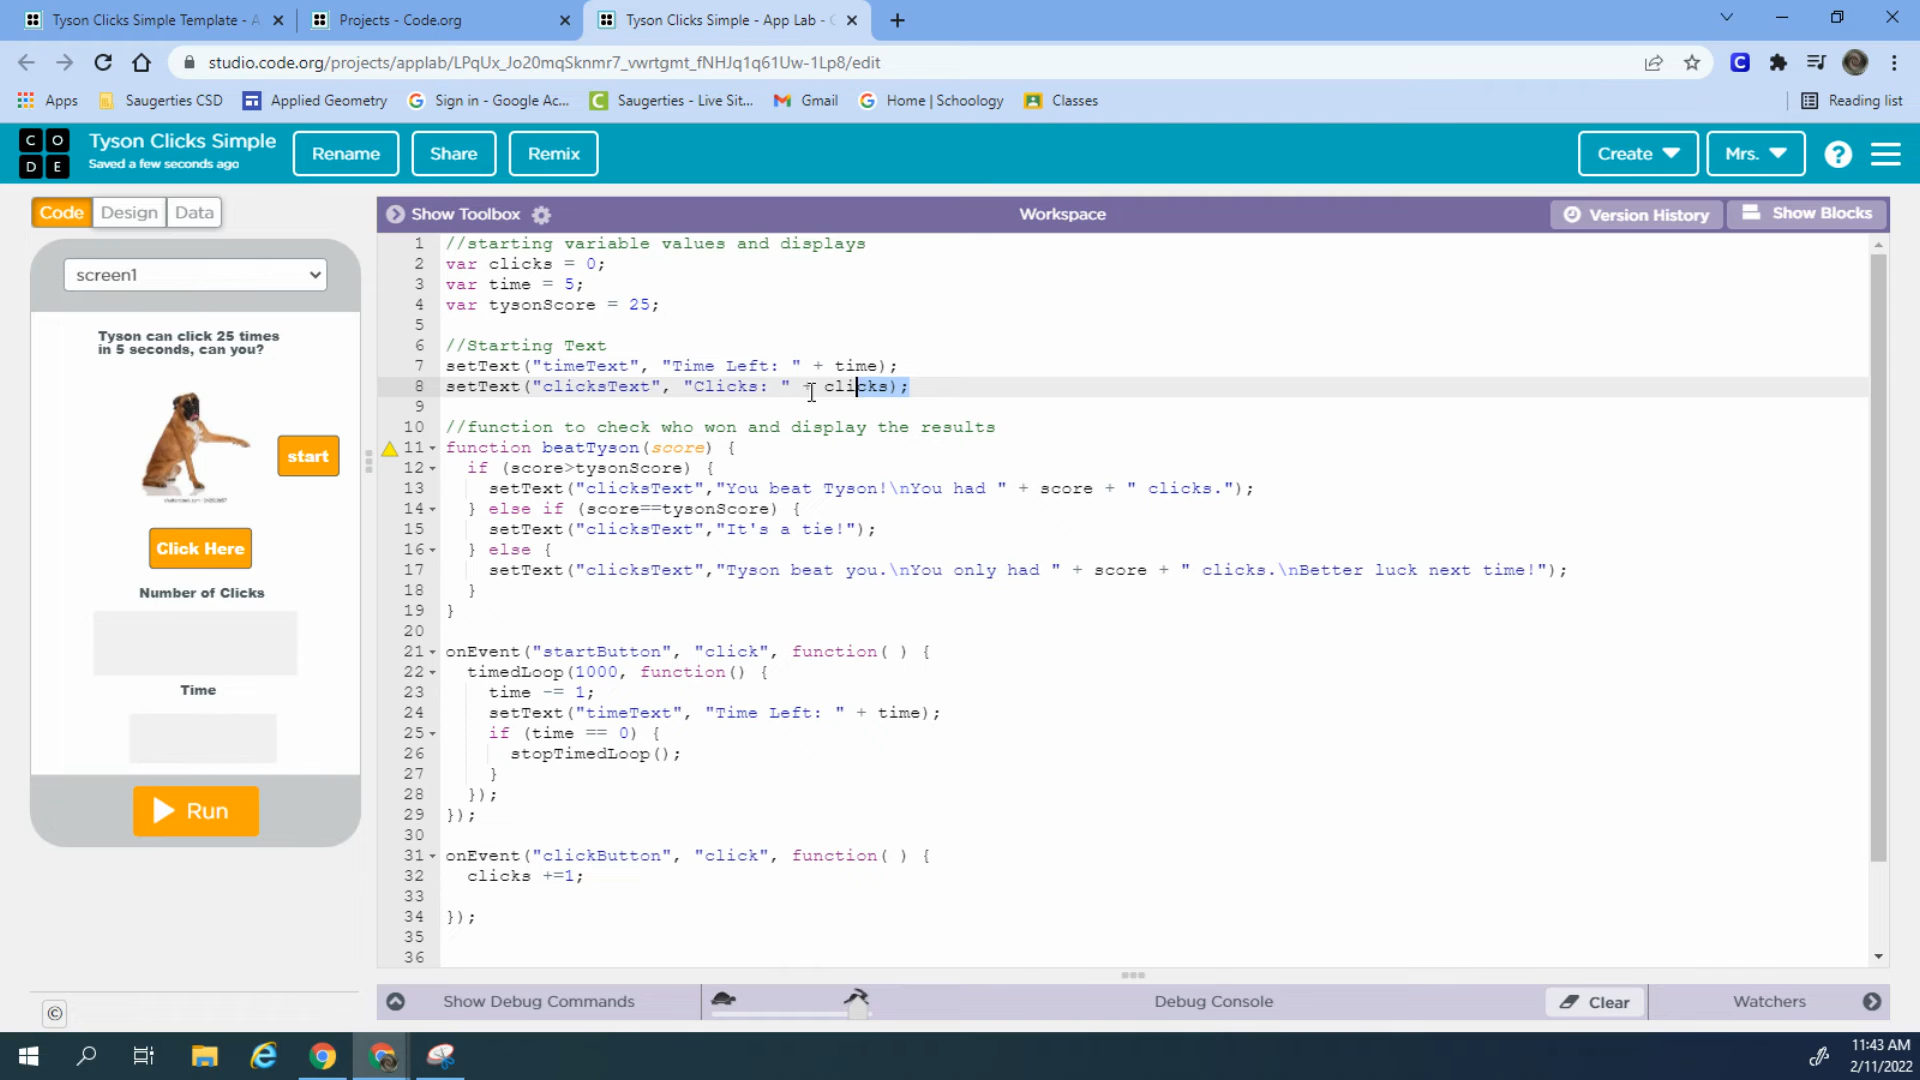 Tyson Clicks Simple Template - A
Projects - Code.org
Tyson Clicks Simple - App Lab - C
studio.code.org/projects/applab/LPqUx_Jo20mqSknmr7_vwrtgmt_fNHJq1q61Uw-1Lp8/edit
Apps
Saugerties CSD
Applied Geometry
Sign in - Google Ac...
Saugerties - Live Sit...
Gmail
Home | Schoology
Classes
Reading list
C O
D E
Tyson Clicks Simple
Saved a few seconds ago
Rename
Share
Remix
Create
Mrs.
?
Code
Design
Data
Show Toolbox
Workspace
Version History
Show Blocks
screen1
Tyson can click 25 times
in 5 seconds, can you?
start
Click Here
Number of Clicks
Time
Run
©
1 //starting variable values and displays
2 var clicks = 0;
3 var time = 5;
4 var tysonScore = 25;
5
6 //Starting Text
7 setText("timeText", "Time Left: " + time);
8 setText("clicksText", "Clicks: " + clicks);
9
10 //function to check who won and display the results
11 function beatTyson(score) {
12 if (score>tysonScore) {
13 setText("clicksText","You beat Tyson!\nYou had " + score + " clicks.");
14 } else if (score==tysonScore) {
15 setText("clicksText","It's a tie!");
16 } else {
17 setText("clicksText","Tyson beat you.\nYou only had " + score + " clicks.\nBetter luck next time!");
18 }
19 }
20
21 onEvent("startButton", "click", function( ) {
22 timedLoop(1000, function() {
23 time -= 1;
24 setText("timeText", "Time Left: " + time);
25 if (time == 0) {
26 stopTimedLoop();
27 }
28 });
29 });
30
31 onEvent("clickButton", "click", function( ) {
32 clicks +=1;
33
34 });
35
36
Show Debug Commands
Debug Console
Clear
Watchers
11:43 AM
2/11/2022